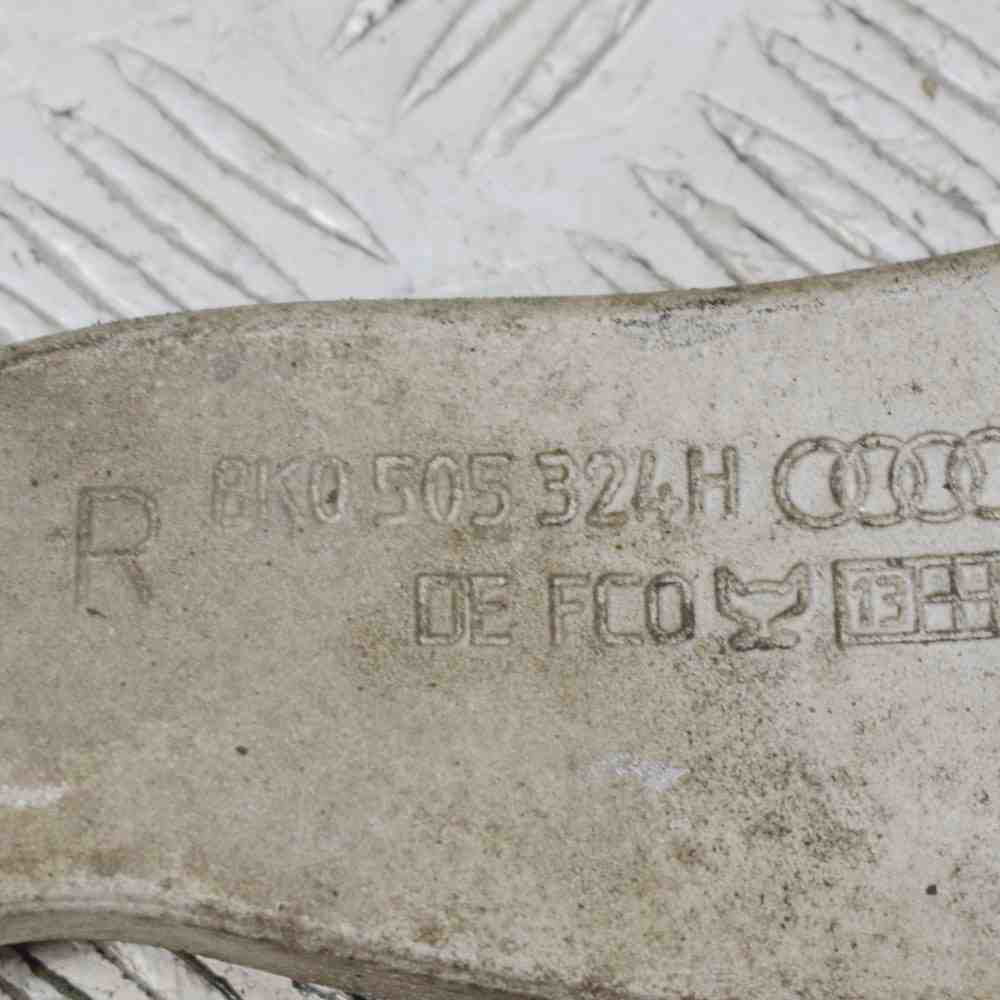 R
8K0 505 324H
DE FCO
13